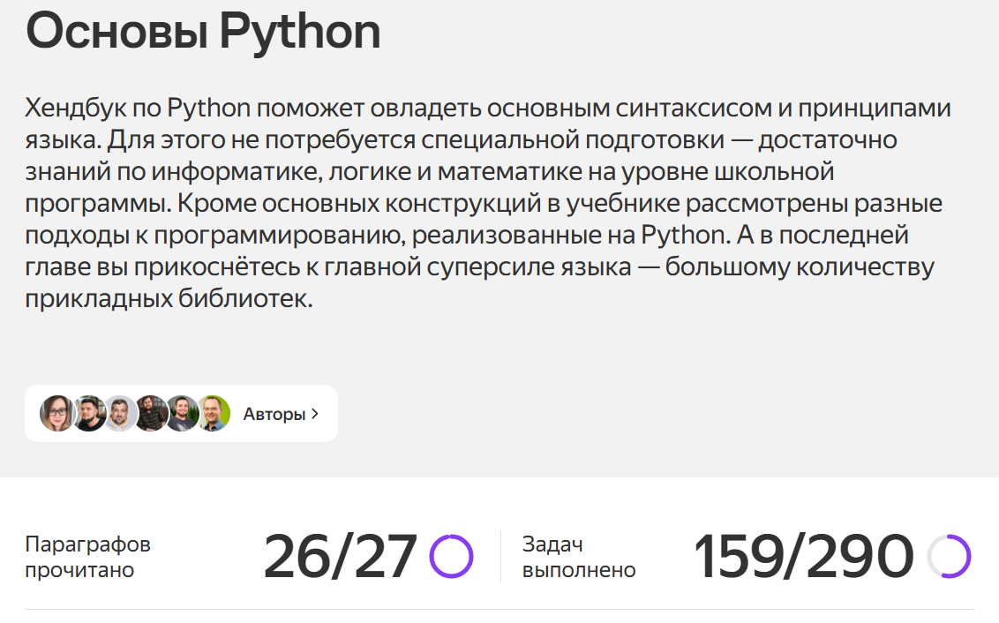 Основы Python
Хендбук по Python поможет овладеть основным синтаксисом и принципами
языка. Для этого не потребуется специальной подготовки — достаточно
знаний по информатике, логике и математике на уровне школьной
программы. Кроме основных конструкций в учебнике рассмотрены разные
подходы к программированию, реализованные на Python. А в последней
главе вы прикоснётесь к главной суперсиле языка — большому количеству
прикладных библиотек.
Авторы >
Параграфов
прочитано
26/27
Задач
выполнено
159/290